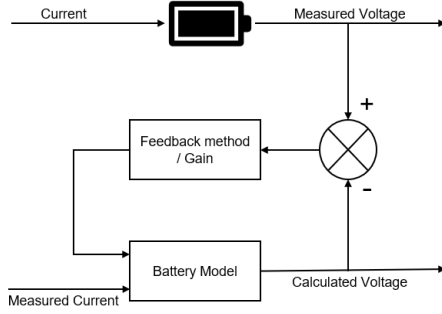 Current
Measured Voltage
+
Feedback method
/ Gain
-
Battery Model
Measured Current
Calculated Voltage